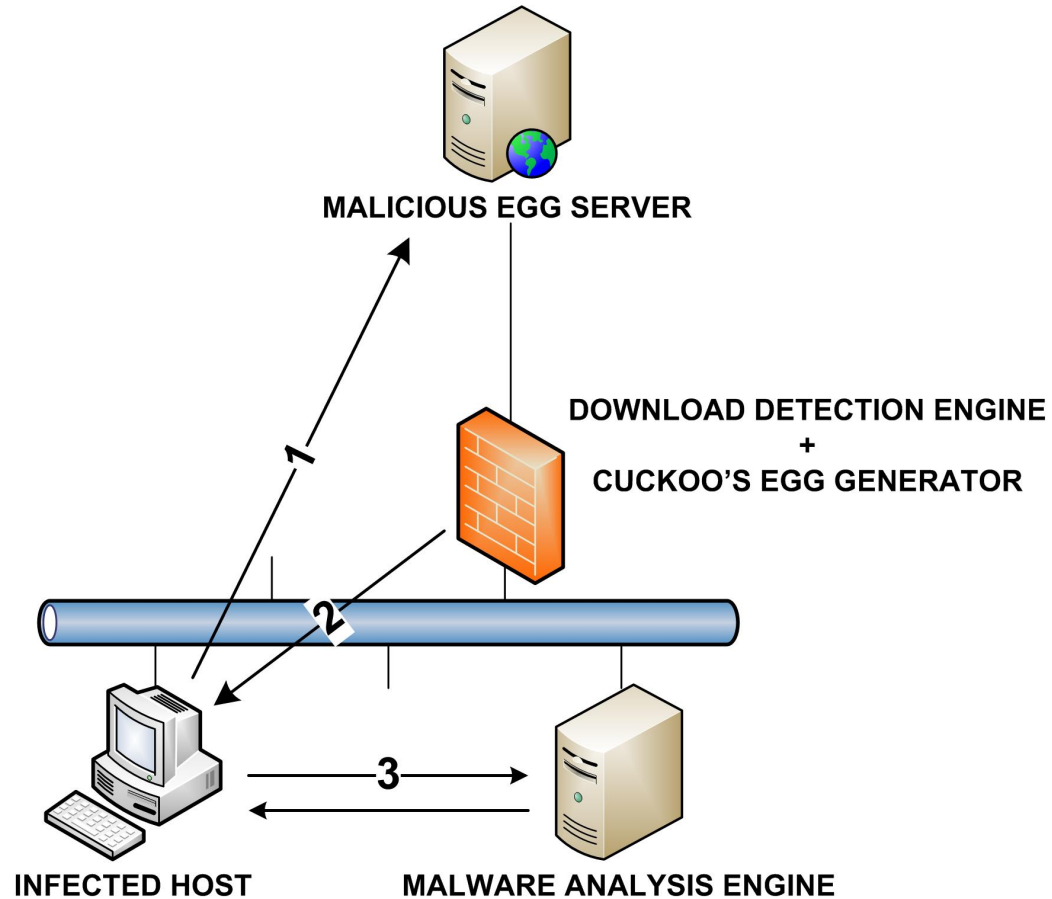 MALICIOUS EGG SERVER
1
DOWNLOAD DETECTION ENGINE
+
CUCKOO'S EGG GENERATOR
2
3
INFECTED HOST
MALWARE ANALYSIS ENGINE